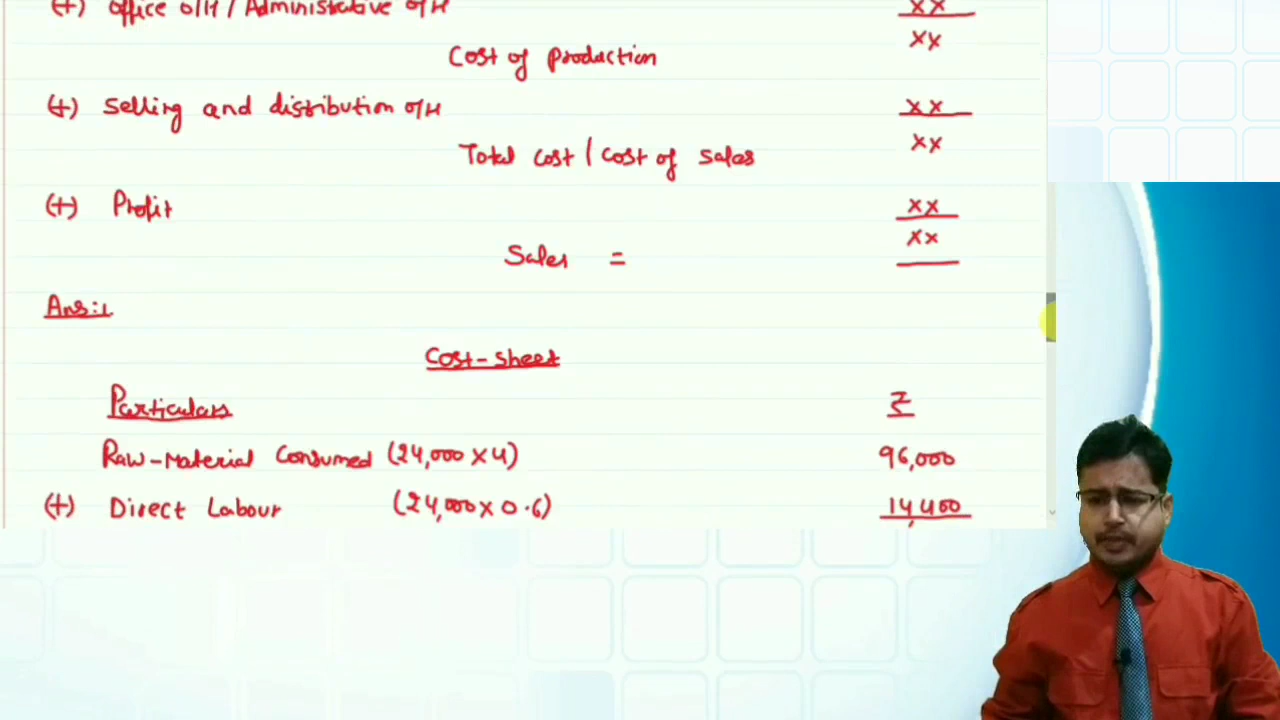 (+) Office O/H / Administrative O/H xx
xx
Cost of production
(+) Selling and distribution O/H xx
xx
Total cost / Cost of sales
(+) Profit xx
xx
Sales =
Ans:1
Cost-sheet
Particulars ₹
Raw-Material Consumed (24,000 x 4) 96,000
(+) Direct Labour (24,000 x 0.6) 14,400